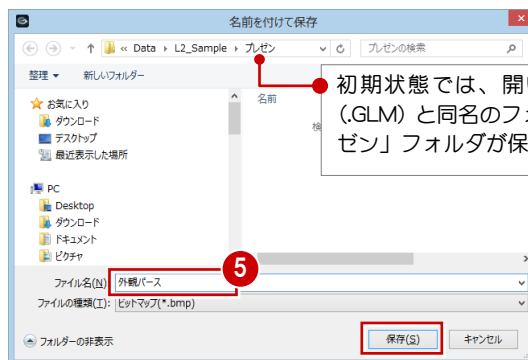 名前を付けて保存
« Data ▸ L2_Sample ▸ プレゼン
プレゼンの検索
整理 ▼ 新しいフォルダー
お気に入り
ダウンロード
デスクトップ
最近表示した場所
PC
Desktop
ダウンロード
ドキュメント
ピクチャ
名前
検
初期状態では、開い
(.GLM) と同名のフォ
ゼン」フォルダが保
5
ファイル名(N): 外観パース
ファイルの種類(T): ビットマップ(*.bmp)
フォルダーの非表示
保存(S)
キャンセル